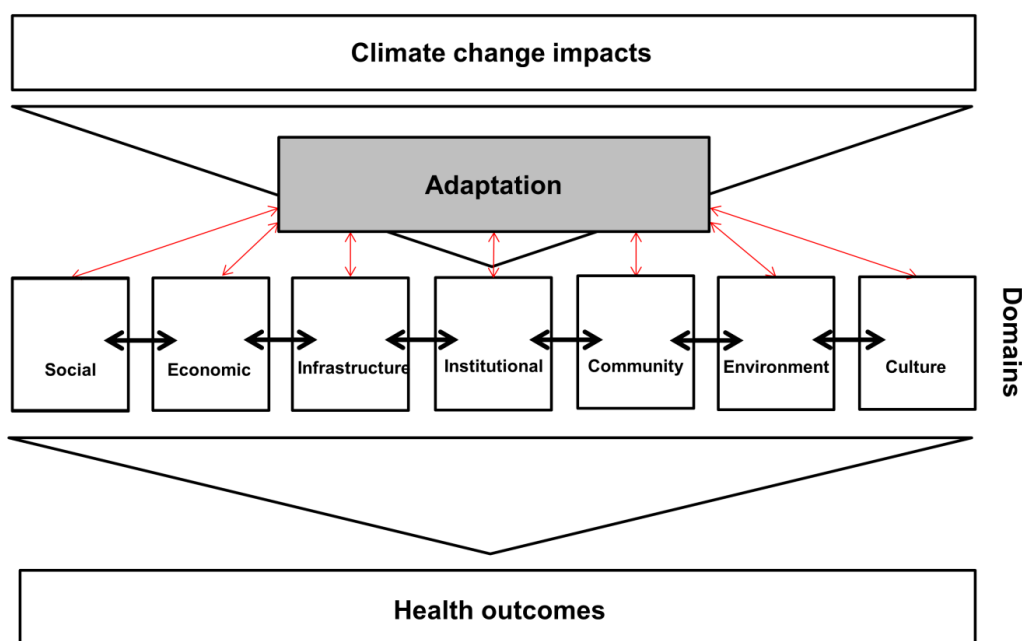 Climate change impacts
Adaptation
Social
Economic
Infrastructure
Institutional
Community
Environment
Culture
Domains
Health outcomes